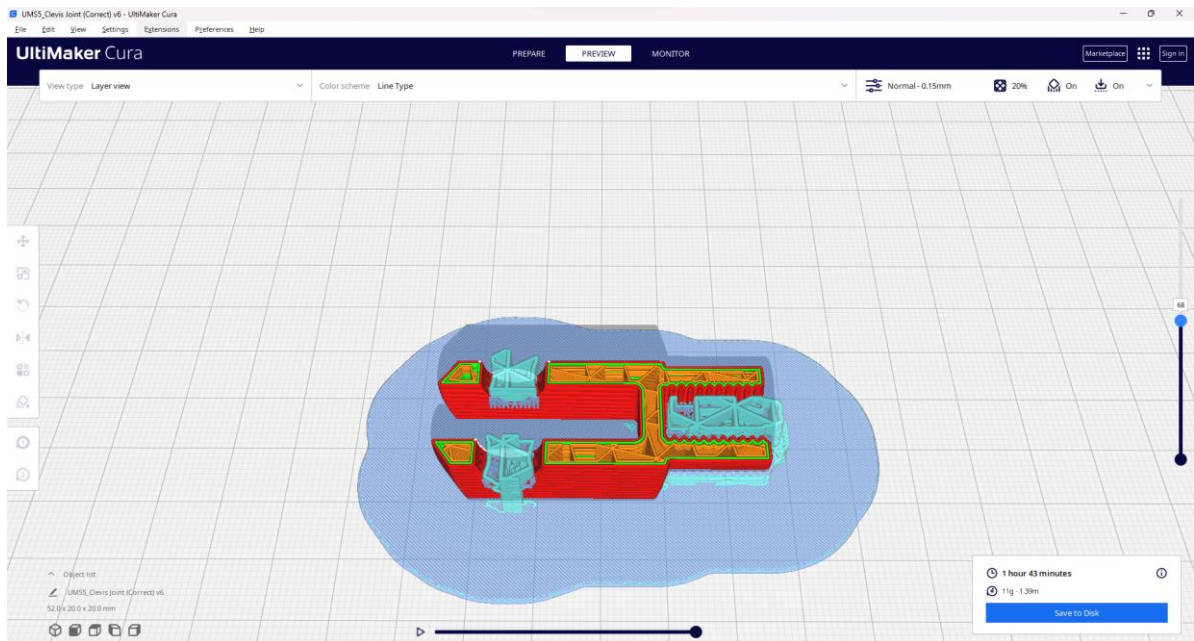 UMS5_Clevis Joint (Correct) v6 - UltiMaker Cura
File Edit View Settings Extensions Preferences Help
UltiMaker Cura PREPARE PREVIEW MONITOR Marketplace Sign in
View type Layer view Color scheme Line Type Normal - 0.15mm 20% On On
68
1
2
Object list
UMS5_Clevis Joint (Correct) v6
52.0 x 20.0 x 20.0 mm
1 hour 43 minutes
11g · 1.39m
Save to Disk